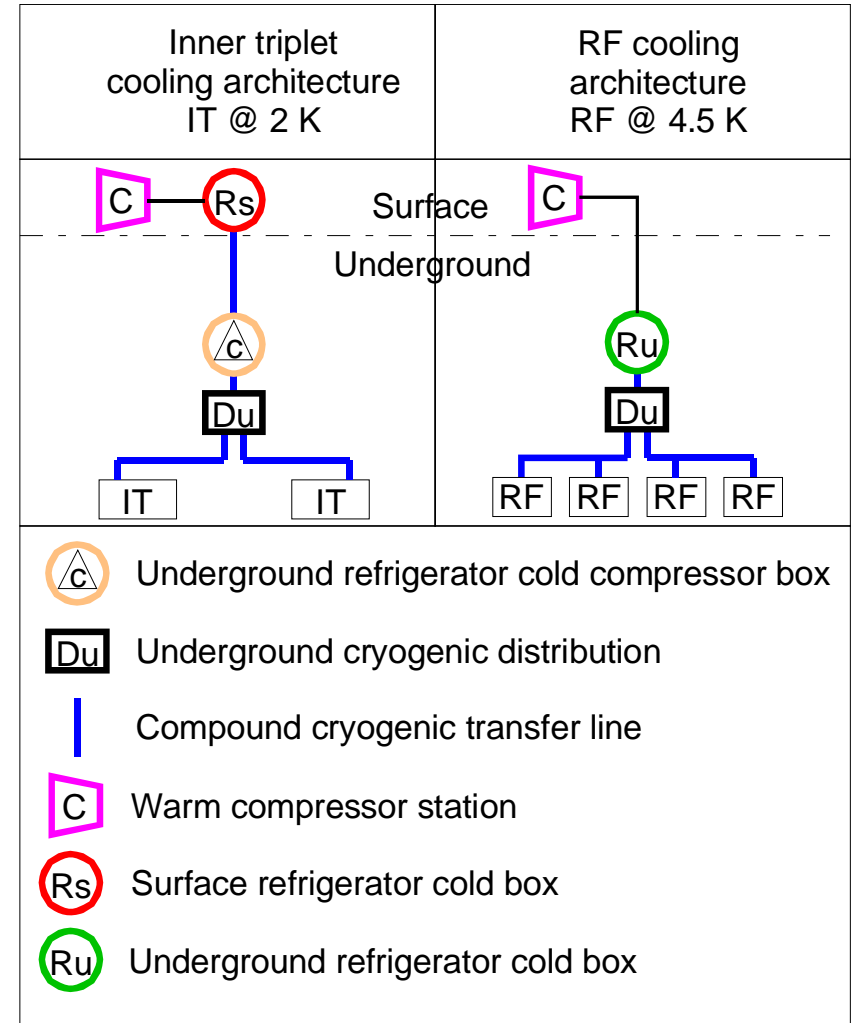 Inner triplet
cooling architecture
IT @ 2 K
RF cooling
architecture
RF @ 4.5 K
C
Rs
Surface
C
Underground
c
Ru
Du
Du
IT
IT
RF
RF
RF
RF
c Underground refrigerator cold compressor box
Du Underground cryogenic distribution
Compound cryogenic transfer line
C Warm compressor station
Rs Surface refrigerator cold box
Ru Underground refrigerator cold box